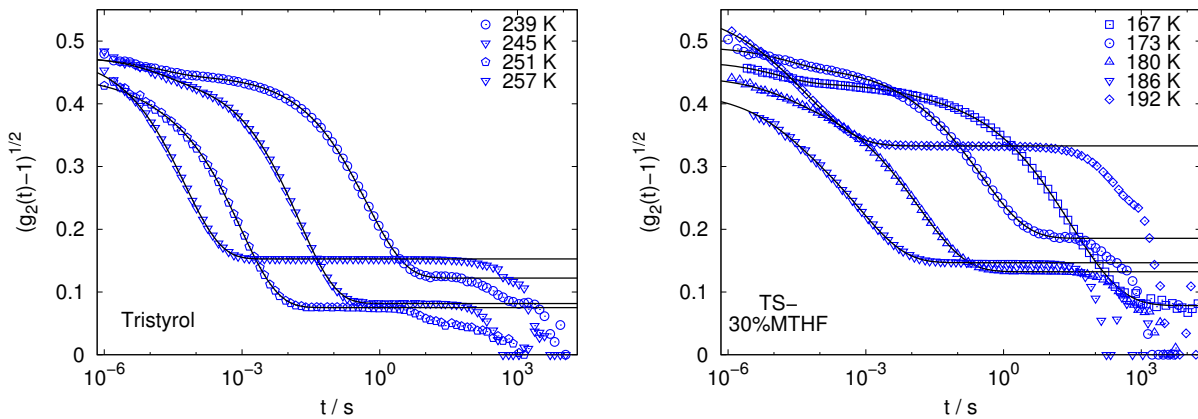 (g₂(t)−1)^1/2
0.5
0.4
0.3
0.2
0.1
0
239 K
245 K
251 K
257 K
Tristyrol
10⁻⁶ 10⁻³ 10⁰ 10³
t / s
(g₂(t)−1)^1/2
0.5
0.4
0.3
0.2
0.1
0
167 K
173 K
180 K
186 K
192 K
TS−
30%MTHF
10⁻⁶ 10⁻³ 10⁰ 10³
t / s